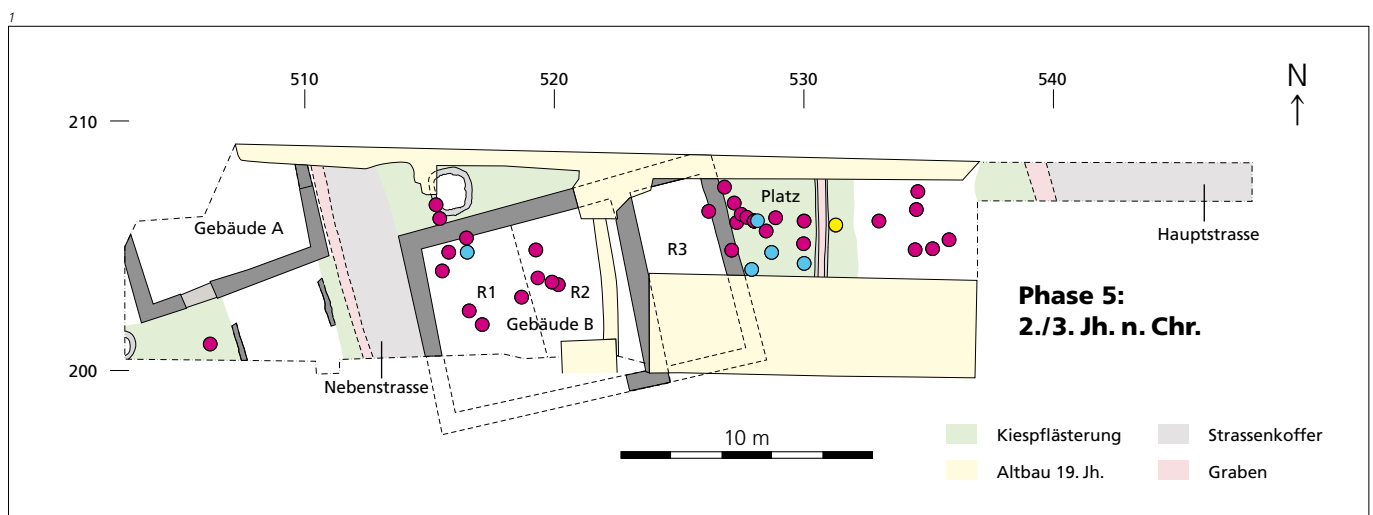 1
510 520 530 540
N
210
Platz
Gebäude A
Hauptstrasse
R3
R1 R2
Phase 5:
2./3. Jh. n. Chr.
Gebäude B
200
Nebenstrasse
10 m
Kiespflästerung Strassenkoffer
Altbau 19. Jh. Graben